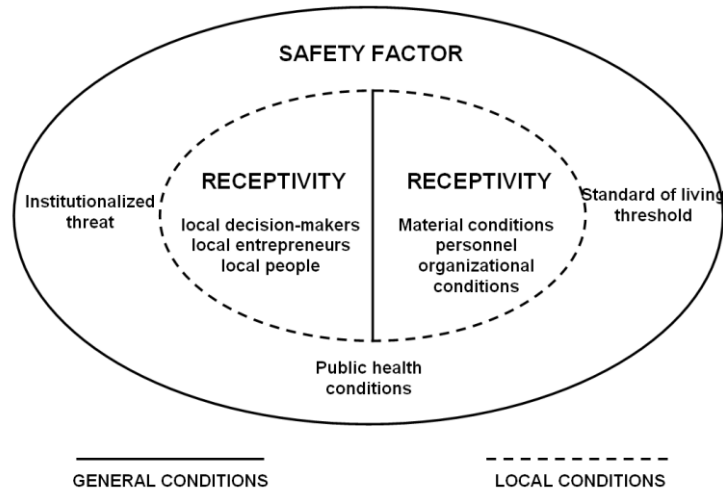 SAFETY FACTOR
Institutionalized
threat
RECEPTIVITY
local decision-makers
local entrepreneurs
local people
RECEPTIVITY
Material conditions
personnel
organizational
conditions
Standard of living
threshold
Public health
conditions
GENERAL CONDITIONS
LOCAL CONDITIONS